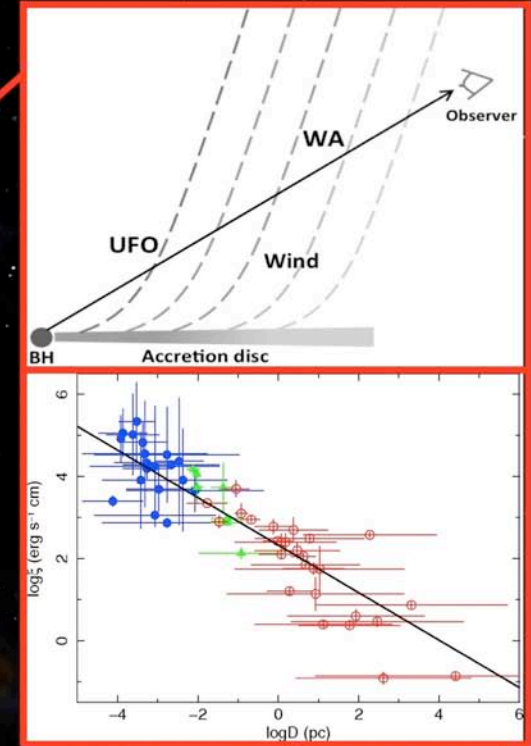 Observer
WA
UFO
Wind
BH
Accretion disc
6
4
2
0
logξ (erg s⁻¹ cm)
−4
−2
0
2
4
6
logD (pc)